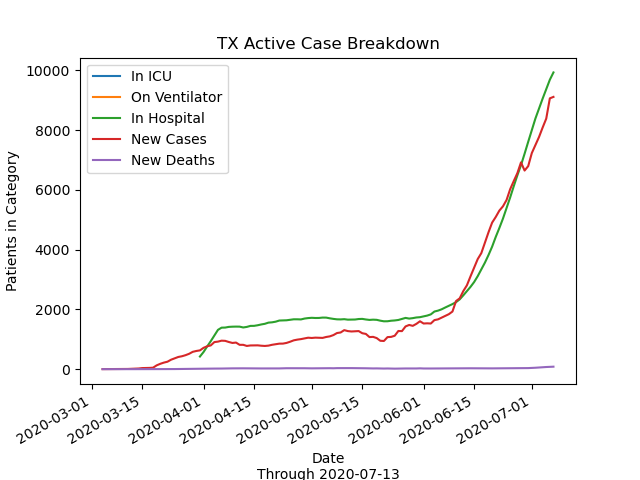 TX Active Case Breakdown
In ICU
On Ventilator
In Hospital
New Cases
New Deaths
Patients in Category
10000
8000
6000
4000
2000
0
2020-03-01
2020-03-15
2020-04-01
2020-04-15
2020-05-01
2020-05-15
2020-06-01
2020-06-15
2020-07-01
Date
Through 2020-07-13